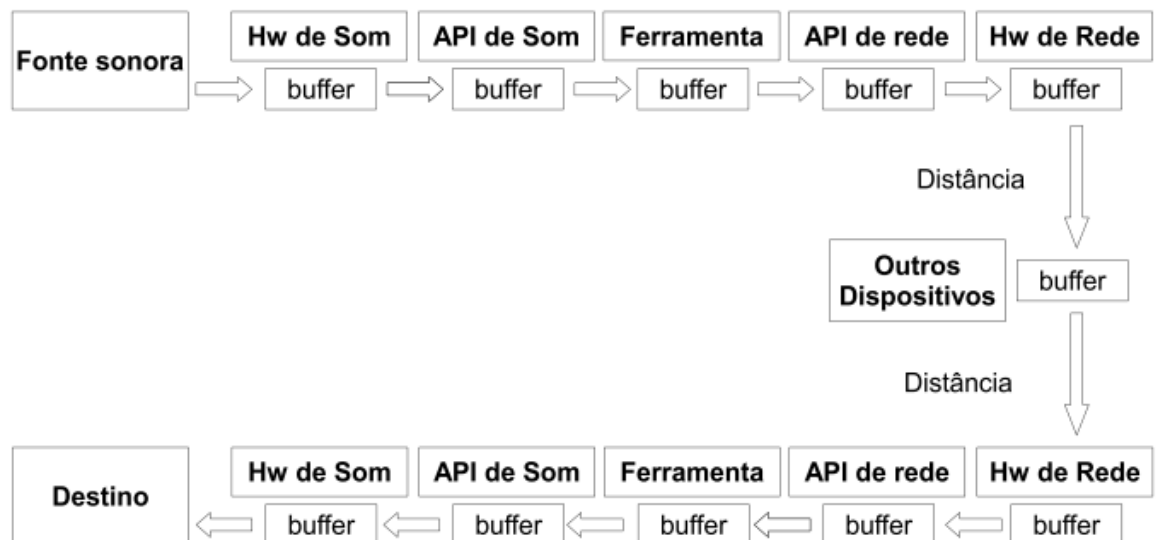 Fonte sonora
Hw de Som
API de Som
Ferramenta
API de rede
Hw de Rede
buffer
buffer
buffer
buffer
buffer
Distância
Outros
Dispositivos
buffer
Distância
Destino
Hw de Som
API de Som
Ferramenta
API de rede
Hw de Rede
buffer
buffer
buffer
buffer
buffer